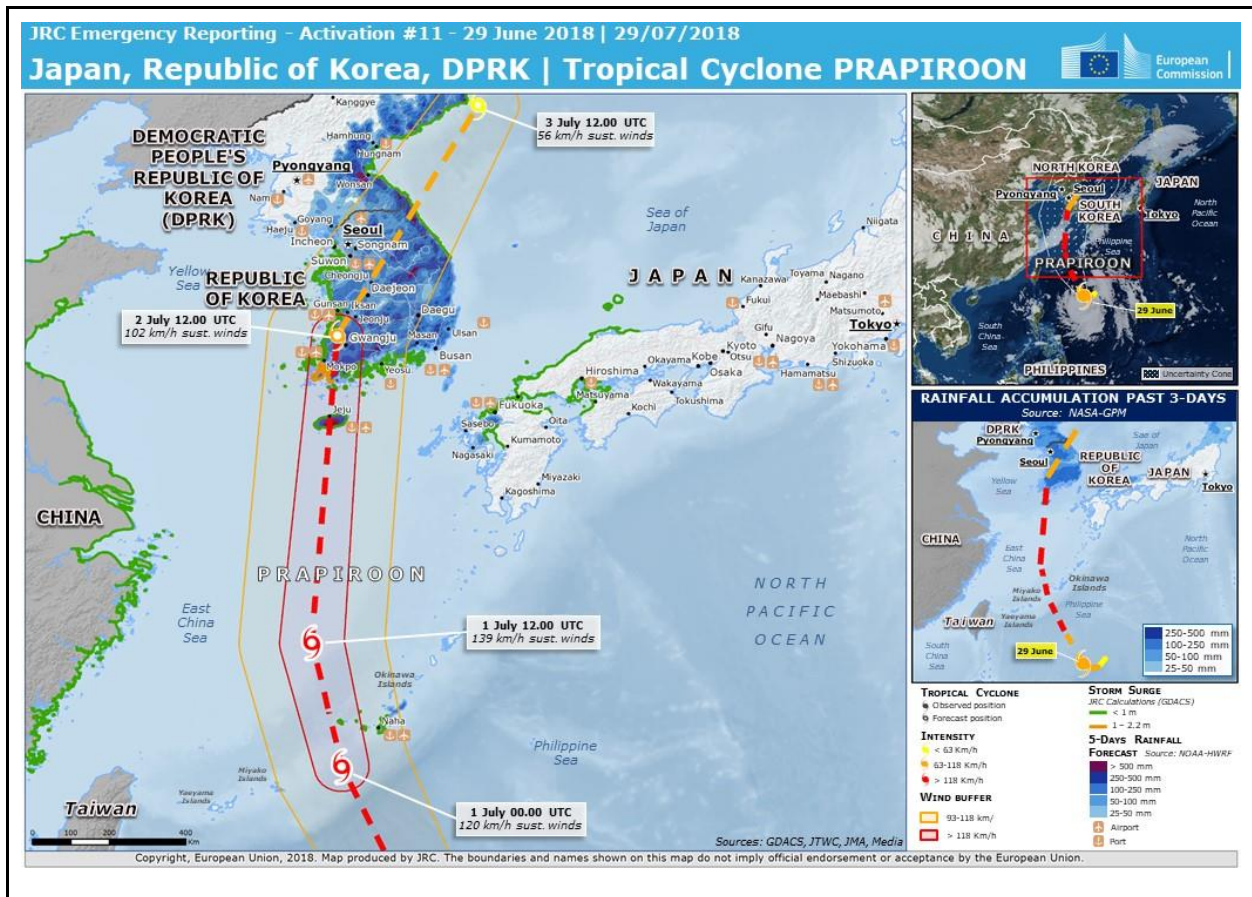 JRC Emergency Reporting - Activation #11 - 29 June 2018 | 29/07/2018
Japan, Republic of Korea, DPRK | Tropical Cyclone PRAPIROON
European
Commission
Kanggye
3 July 12.00 UTC
56 km/h sust. winds
DEMOCRATIC
PEOPLE'S
REPUBLIC OF
KOREA
(DPRK)
Hamhung
Hungnam
Pyongyang
Wonsan
Nam
Goyang
Haeju
Seoul
Incheon
Songnam
Suwon
Cheongju
Yellow
Sea
REPUBLIC
OF KOREA
Daejeon
Gunsan
Iksan
Jeonju
Daegu
2 July 12.00 UTC
102 km/h sust. winds
Gwangju
Masan
Ulsan
Busan
Mokpo
Yeosu
Jeju
Sea of
Japan
Niigata
JAPAN
Kanazawa
Toyama
Nagano
Maebashi
Fukui
Matsumoto
Gifu
Tokyo
Kyoto
Nagoya
Yokohama
Okayama
Kobe
Otsu
Shizuoka
Hiroshima
Osaka
Hamamatsu
Wakayama
Matsuyama
Tokushima
Fukuoka
Kochi
Sasebo
Oita
Kumamoto
Nagasaki
Miyazaki
Kagoshima
CHINA
PRAPIROON
NORTH
PACIFIC
OCEAN
East
China
Sea
1 July 12.00 UTC
139 km/h sust. winds
Okinawa
Islands
Naha
Philippine
Sea
Miyako
Islands
Yaeyama
Islands
Taiwan
1 July 00.00 UTC
120 km/h sust. winds
0 100 200 400
Km
Sources: GDACS, JTWC, JMA, Media
NORTH KOREA
Pyongyang
Seoul
JAPAN
SOUTH
KOREA
Tokyo
North
Pacific
Ocean
CHINA
Philippine
Sea
PRAPIROON
29 June
South
China
Sea
PHILIPPINES
Uncertainty Cone
RAINFALL ACCUMULATION PAST 3-DAYS
Source: NASA-GPM
DPRK
Pyongyang
Sae of
Japan
Seoul
REPUBLIC
OF
KOREA
JAPAN
Tokyo
Yellow
Sea
CHINA
East
China
Sea
North
Pacific
Ocean
Okinawa
Islands
Miyako
Islands
Philippine
Sea
Yaeyama
Islands
Taiwan
South
China
Sea
29 June
250-500 mm
100-250 mm
50-100 mm
25-50 mm
TROPICAL CYCLONE
Observed position
Forecast position
INTENSITY
< 63 Km/h
63-118 Km/h
> 118 Km/h
WIND BUFFER
93-118 km/
> 118 Km/h
STORM SURGE
JRC Calculations (GDACS)
< 1 m
1 - 2.2 m
5-DAYS RAINFALL
FORECAST Source: NOAA-HWRF
> 500 mm
250-500 mm
100-250 mm
50-100 mm
25-50 mm
Airport
Port
Copyright, European Union, 2018. Map produced by JRC. The boundaries and names shown on this map do not imply official endorsement or acceptance by the European Union.